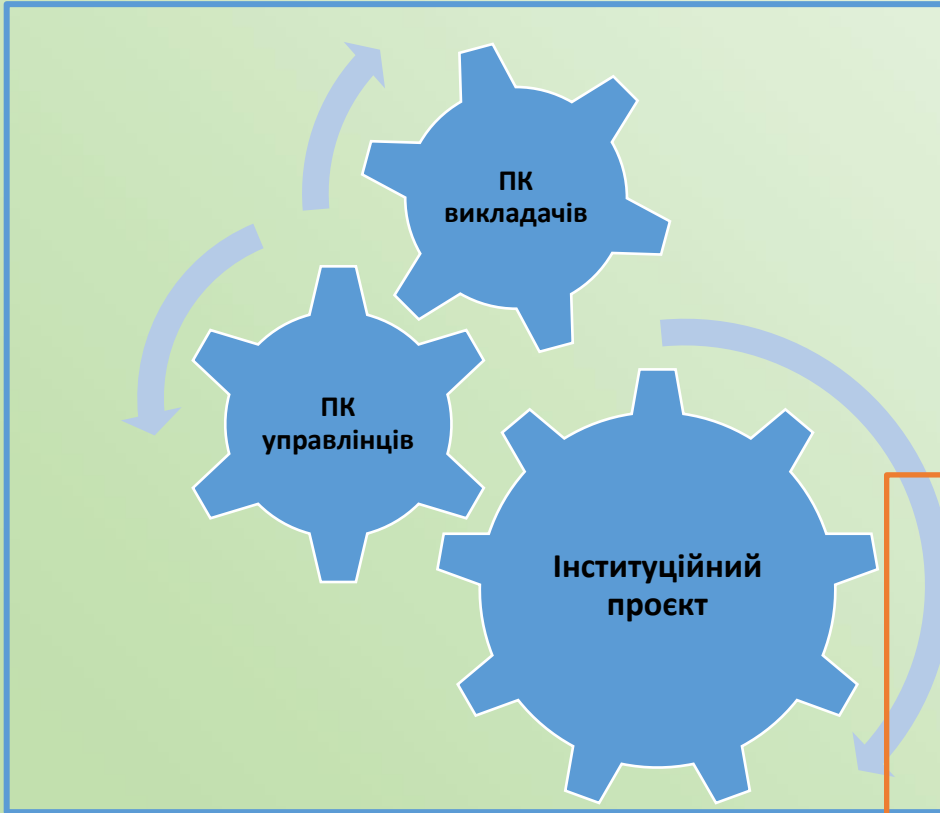 ПК
викладачів
ПК
управлінців
Інституційний
проєкт